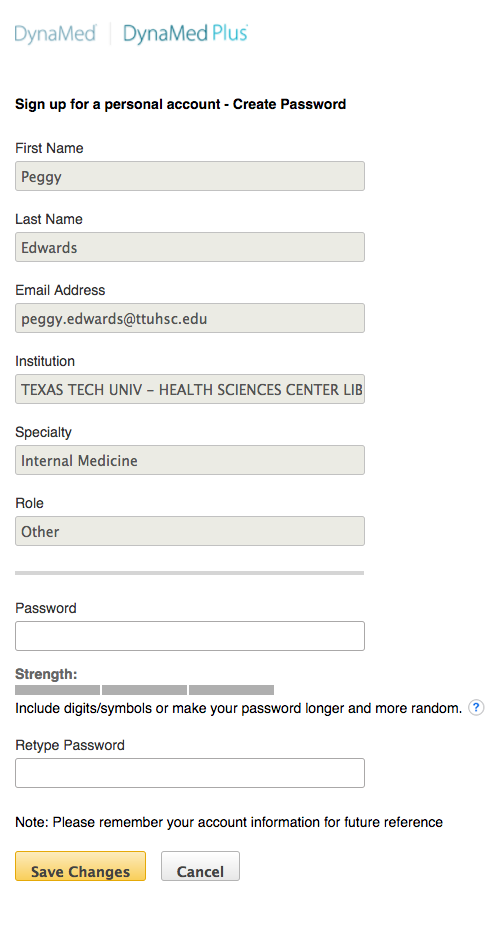 DynaMed | DynaMed Plus
Sign up for a personal account - Create Password
First Name
Peggy
Last Name
Edwards
Email Address
peggy.edwards@ttuhsc.edu
Institution
TEXAS TECH UNIV – HEALTH SCIENCES CENTER LIB
Specialty
Internal Medicine
Role
Other
Password
Strength:
Include digits/symbols or make your password longer and more random. ?
Retype Password
Note: Please remember your account information for future reference
Save Changes Cancel